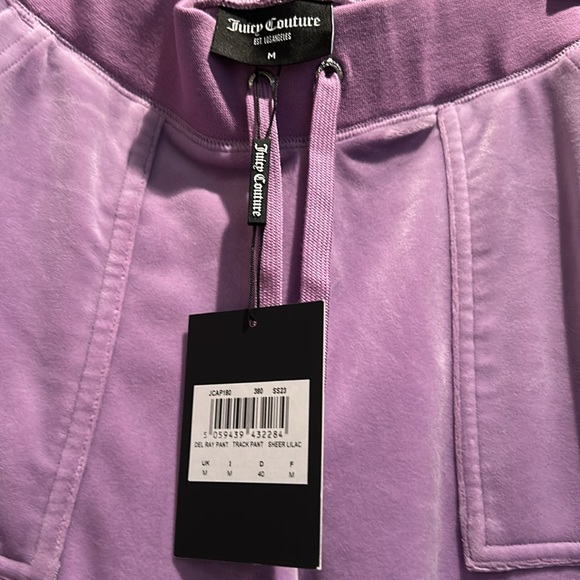 Juicy Couture
EST. LOS ANGELES
M
Juicy Couture
JCAP180 380 SS23
5 059439 432284
DEL RAY PANT TRACK PANT SHEER LILAC
UK I D F
M M 40 M